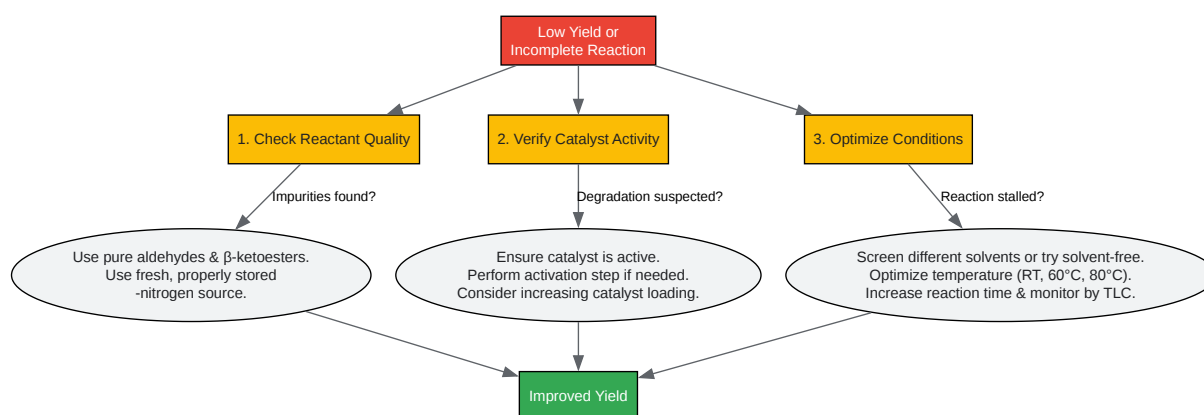 Low Yield or
Incomplete Reaction
1. Check Reactant Quality
2. Verify Catalyst Activity
3. Optimize Conditions
Impurities found?
Degradation suspected?
Reaction stalled?
Use pure aldehydes & β-ketoesters.
Use fresh, properly stored
-nitrogen source.
Ensure catalyst is active.
Perform activation step if needed.
Consider increasing catalyst loading.
Screen different solvents or try solvent-free.
Optimize temperature (RT, 60°C, 80°C).
Increase reaction time & monitor by TLC.
Improved Yield